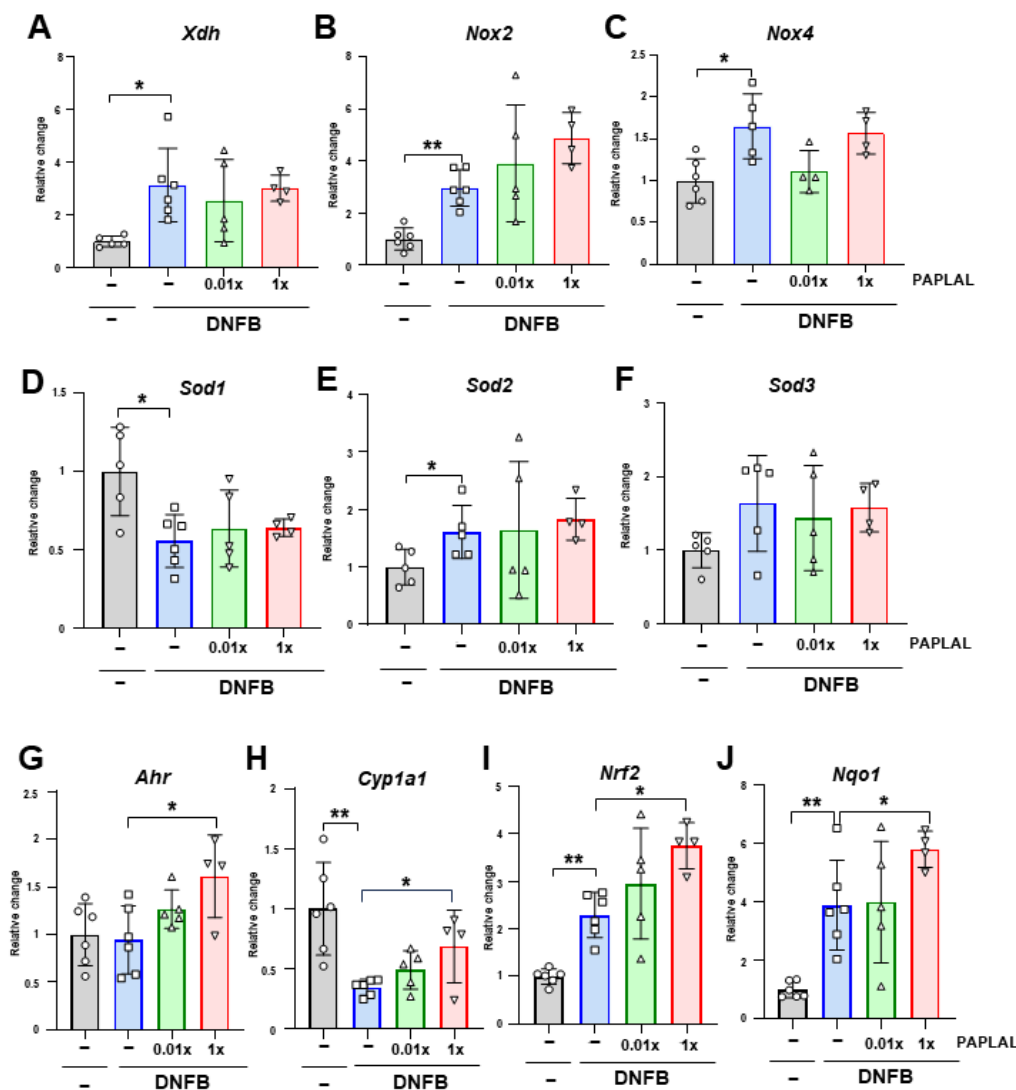 A Xdh B Nox2 C Nox4
Relative change Relative change Relative change
8 6 4 2 0
8 6 4 2 0
2.5 2.0 1.5 1.0 0.5 0
* ** *
– – 0.01x 1x – – 0.01x 1x – – 0.01x 1x PAPLAL
– DNFB – DNFB – DNFB
D Sod1 E Sod2 F Sod3
Relative change Relative change Relative change
1.5 1 0.5 0
4 3 2 1 0
3 2 1 0
* *
– – 0.01x 1x – – 0.01x 1x – – 0.01x 1x PAPLAL
– DNFB – DNFB – DNFB
G Ahr H Cyp1a1 I Nrf2 J Nqo1
Relative change Relative change Relative change Relative change
2.5 2 1.5 1 0.5 0
2.0 1.5 1.0 0.5 0
5 4 3 2 1 0
8 6 4 2 0
* ** * ** * ** *
– – 0.01x 1x – – 0.01x 1x – – 0.01x 1x – – 0.01x 1x PAPLAL
– DNFB – DNFB – DNFB – DNFB